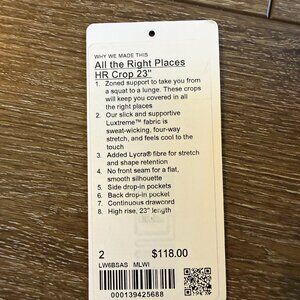 WHY WE MADE THIS
All the Right Places
HR Crop 23"
1. Zoned support to take you from
a squat to a lunge. These crops
will keep you covered in all
the right places
2. Our slick and supportive
Luxtreme™ fabric is
sweat-wicking, four-way
stretch, and feels cool to the
touch
3. Added Lycra® fibre for stretch
and shape retention
4. No front seam for a flat,
smooth silhouette
5. Side drop-in pockets
6. Back drop-in pocket
7. Continuous drawcord
8. High rise, 23" length
2 $118.00
LW6BSAS MLWI
000139425688